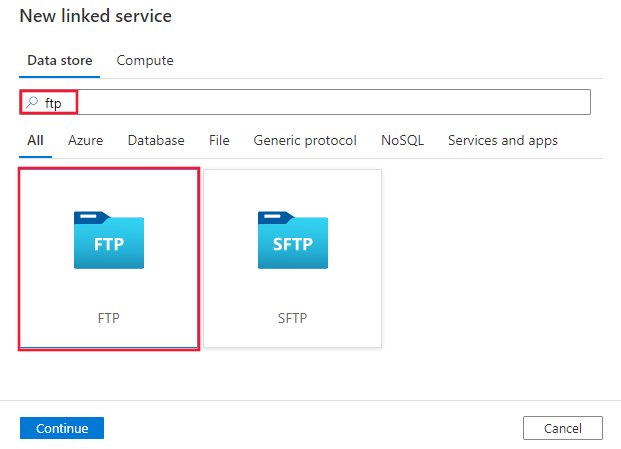 New linked service
Data store Compute
ftp
All Azure Database File Generic protocol NoSQL Services and apps
FTP SFTP
FTP SFTP
Continue Cancel